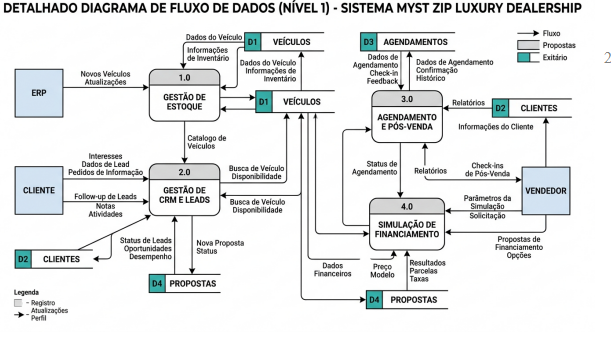 DETALHADO DIAGRAMA DE FLUXO DE DADOS (NÍVEL 1) - SISTEMA MYST ZIP LUXURY DEALERSHIP
2
Fluxo
Propostas
Exitário
Dados do Veículo
D1 VEÍCULOS
Informações
de Inventário
Dados do Veículo
Informações de
Inventário
D1 VEÍCULOS
ERP
Novos Veículos
Atualizações
1.0
GESTÃO DE
ESTOQUE
Catalogo de
Veículos
D3 AGENDAMENTOS
Dados de
Agendamento
Check-in
Feedback
Dados de Agendamento
Confirmação
Histórico
3.0
AGENDAMENTO
E PÓS-VENDA
Relatórios
D2 CLIENTES
Informações do Cliente
CLIENTE
Interesses
Dados de Lead
Pedidos de Informação
Follow-up de Leads
Notas
Atividades
2.0
GESTÃO DE
CRM E LEADS
Busca de Veículo
Disponibilidade
Busca de Veículo
Disponibilidade
Status de
Agendamento
Relatórios
Check-ins
de Pós-Venda
VENDEDOR
4.0
SIMULAÇÃO DE
FINANCIAMENTO
Parâmetros da
Simulação
Solicitação
Propostas de
Financiamento
Opções
D2 CLIENTES
Status de Leads
Oportunidades
Desempenho
Nova Proposta
Status
D4 PROPOSTAS
Dados
Financeiros
Preço
Modelo
Resultados
Parcelas
Taxas
D4 PROPOSTAS
Legenda
– Registro
– Atualizações
Perfil